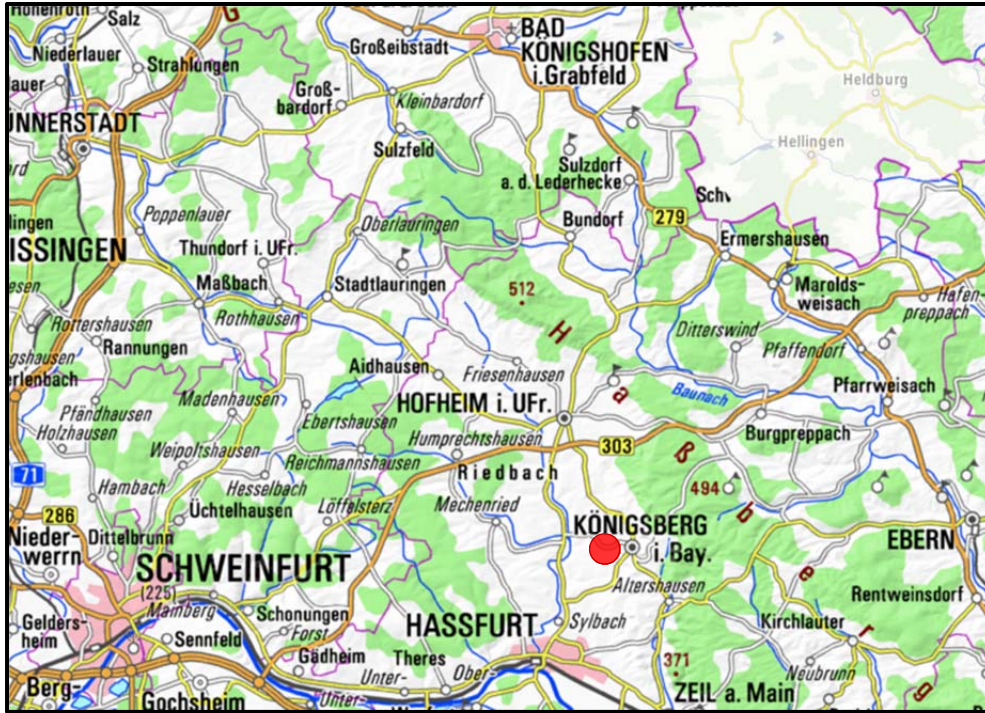 Salz
Niederlauer
Strahlungen
Großeibstadt
BAD
KÖNIGSHOFEN
i.Grabfeld
Groß-
bardorf
Kleinbardorf
Heldburg
Sulzfeld
Hellingen
Sulzdorf
a. d. Lederhecke
Poppenlauer
Oberlauringen
Bundorf
279
Ermershausen
Thundorf i. UFr.
Maßbach
Stadtlauringen
512
Marolds-
weisach
Hafen-
preppach
Rothhausen
Rottershausen
Rannungen
H
Ditterswind
Pfaffendorf
Aidhausen
Friesenhausen
Pfarrweisach
Pfändhausen
Madenhausen
HOFHEIM i. UFr.
a
Baunach
Holzhausen
Ebertshausen
Humprechtshausen
303
Burgpreppach
Weipoltshausen
Reichmannshausen
Riedbach
ß
71
Hambach
Hesselbach
494
Üchtelhausen
Löffelsterz
Mechenried
b
286
Dittelbrunn
KÖNIGSBERG
i. Bay.
EBERN
Nieder-
werrn
SCHWEINFURT
(225)
Altershausen
e
Rentweinsdorf
Mainberg
Schonungen
HASSFURT
Sylbach
Kirchlauter
r
Gelders-
heim
Sennfeld
Forst
Gädheim
Theres
Ober-
Unter-
371
Neubrunn
Berg-
Gochsheim
Unter-
ZEIL a. Main
g